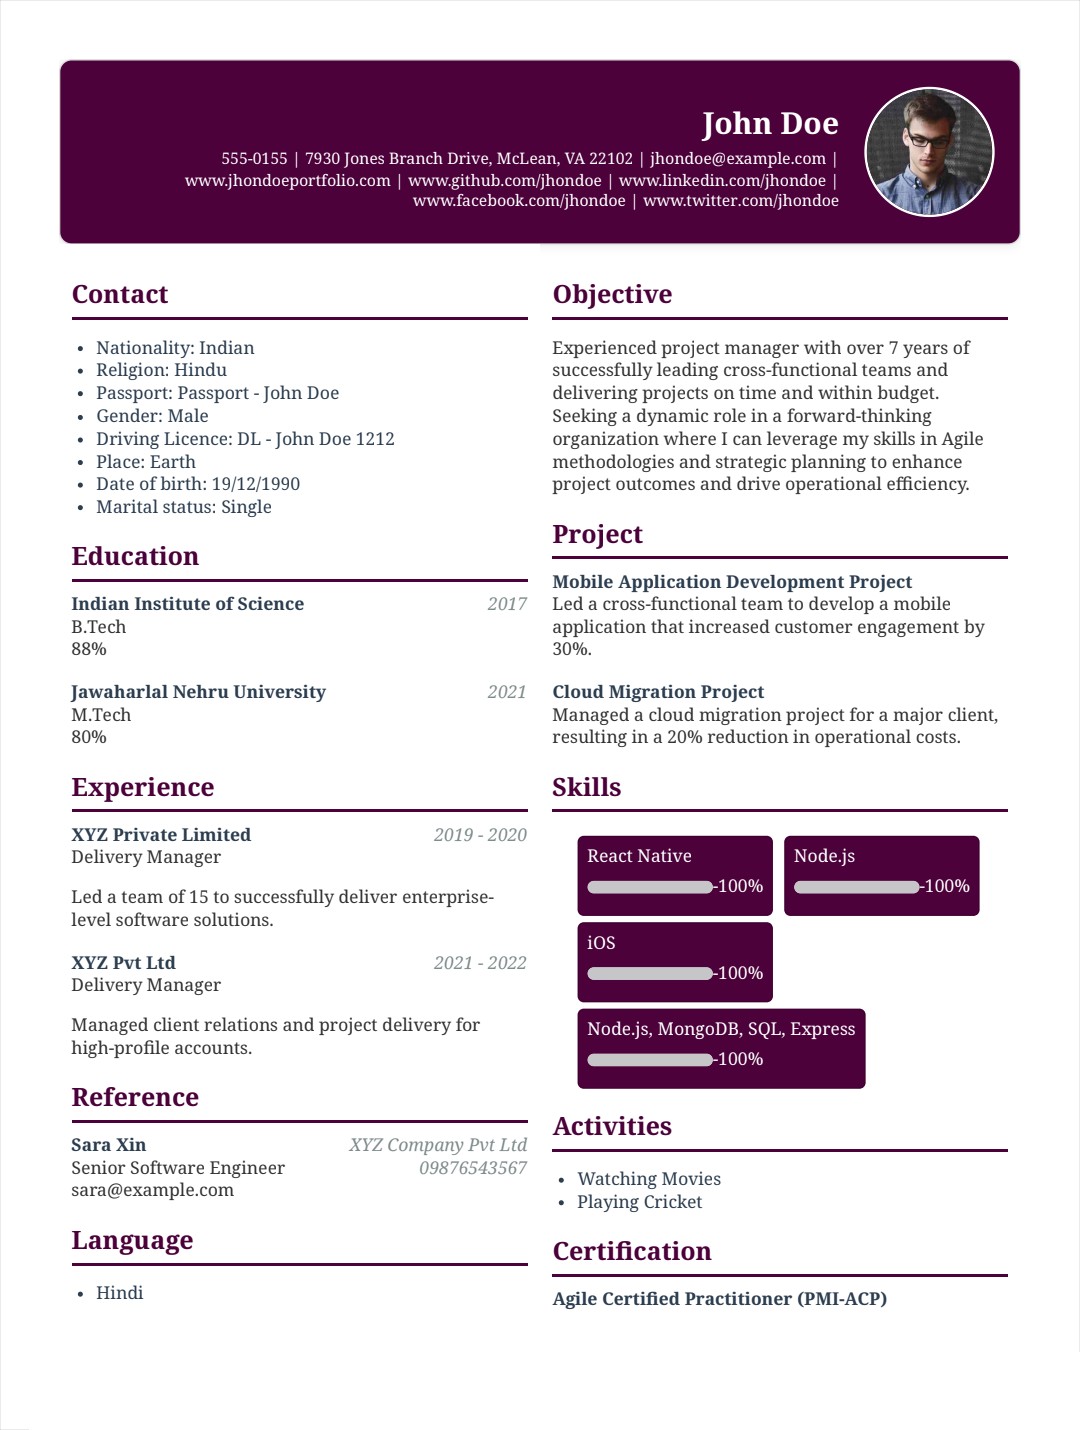 John Doe
555-0155 | 7930 Jones Branch Drive, McLean, VA 22102 | jhondoe@example.com |
www.jhondoeportfolio.com | www.github.com/jhondoe | www.linkedin.com/jhondoe |
www.facebook.com/jhondoe | www.twitter.com/jhondoe
Contact
• Nationality: Indian
• Religion: Hindu
• Passport: Passport - John Doe
• Gender: Male
• Driving Licence: DL - John Doe 1212
• Place: Earth
• Date of birth: 19/12/1990
• Marital status: Single
Education
Indian Institute of Science 2017
B.Tech
88%
Jawaharlal Nehru University 2021
M.Tech
80%
Experience
XYZ Private Limited 2019 - 2020
Delivery Manager
Led a team of 15 to successfully deliver enterprise-
level software solutions.
XYZ Pvt Ltd 2021 - 2022
Delivery Manager
Managed client relations and project delivery for
high-profile accounts.
Reference
Sara Xin XYZ Company Pvt Ltd
Senior Software Engineer 09876543567
sara@example.com
Language
• Hindi
Objective
Experienced project manager with over 7 years of
successfully leading cross-functional teams and
delivering projects on time and within budget.
Seeking a dynamic role in a forward-thinking
organization where I can leverage my skills in Agile
methodologies and strategic planning to enhance
project outcomes and drive operational efficiency.
Project
Mobile Application Development Project
Led a cross-functional team to develop a mobile
application that increased customer engagement by
30%.
Cloud Migration Project
Managed a cloud migration project for a major client,
resulting in a 20% reduction in operational costs.
Skills
React Native
-100%
Node.js
-100%
iOS
-100%
Node.js, MongoDB, SQL, Express
-100%
Activities
• Watching Movies
• Playing Cricket
Certification
Agile Certified Practitioner (PMI-ACP)